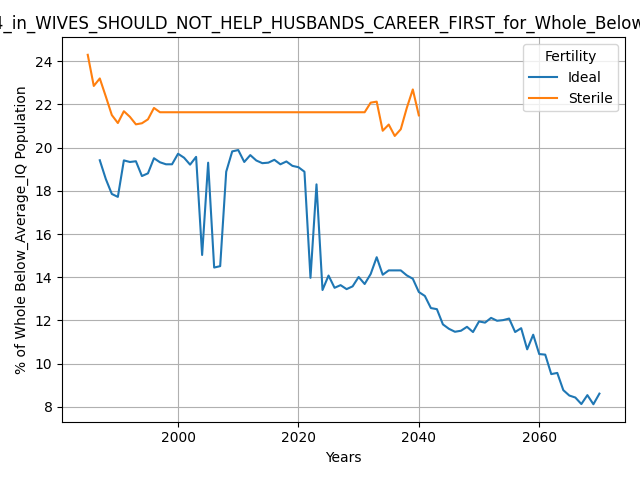 4_in_WIVES_SHOULD_NOT_HELP_HUSBANDS_CAREER_FIRST_for_Whole_Below
Fertility
Ideal
Sterile
% of Whole Below_Average_IQ Population
24
22
20
18
16
14
12
10
8
2000 2020 2040 2060
Years